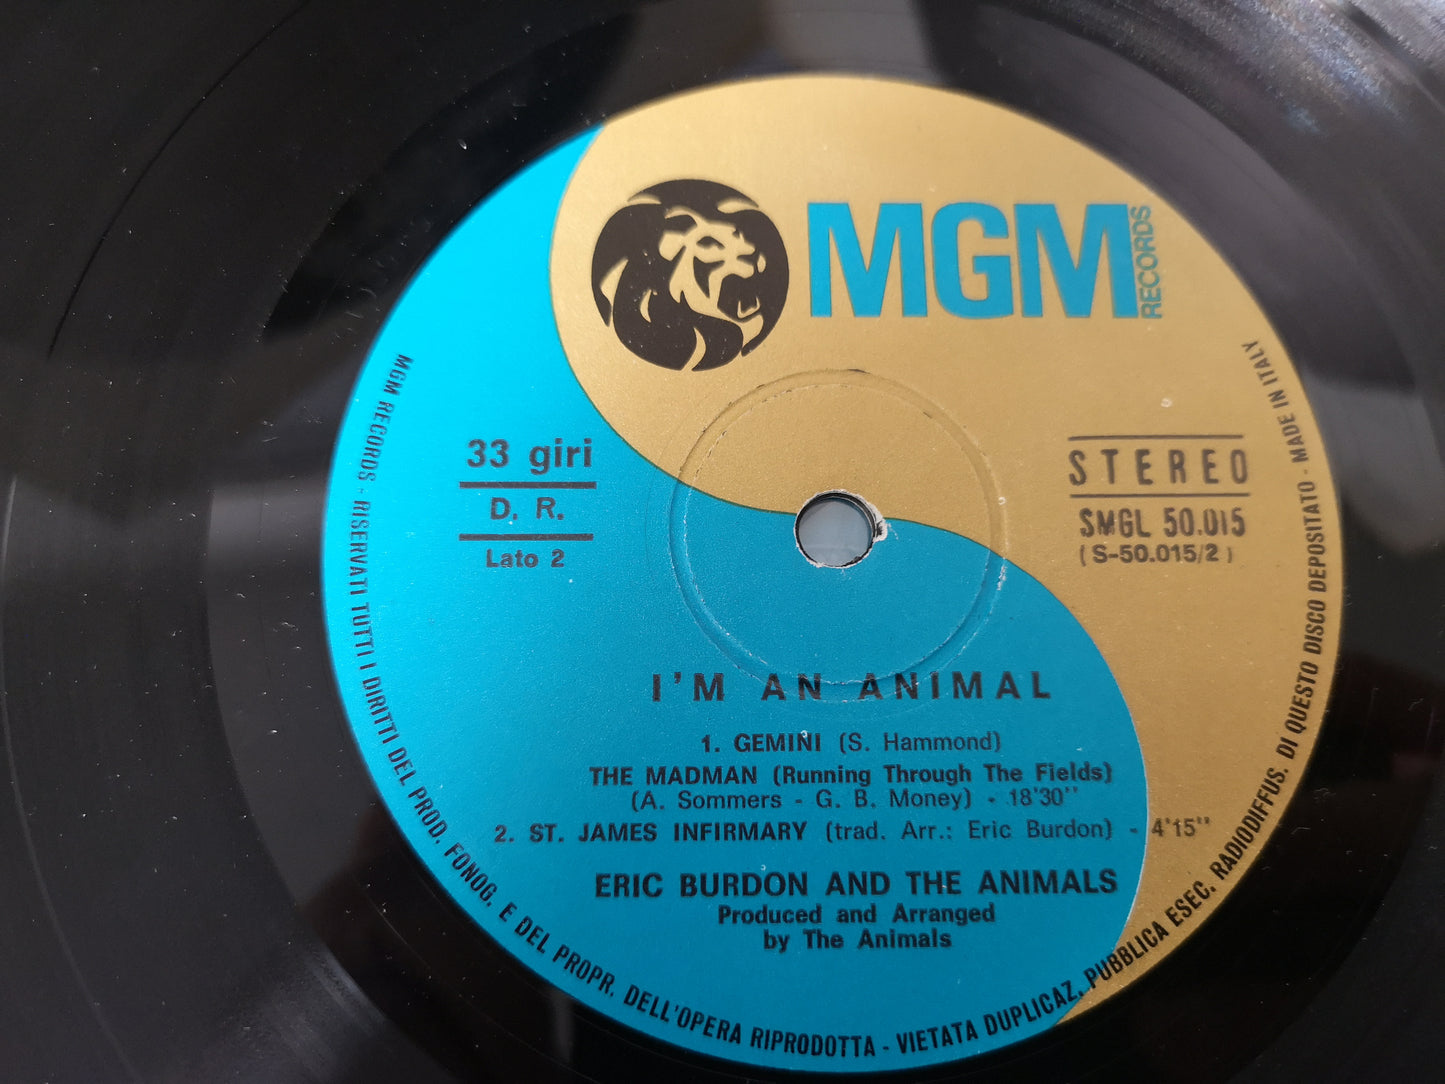 MGM
RECORDS
33 giri
D. R.
Lato 2
STEREO
SMGL 50.015
(S-50.015/2)
I'M AN ANIMAL
1. GEMINI (S. Hammond)
THE MADMAN (Running Through The Fields)
(A. Sommers - G. B. Money) - 18'30"
2. ST. JAMES INFIRMARY (trad. Arr.: Eric Burdon) - 4'15"
ERIC BURDON AND THE ANIMALS
Produced and Arranged
by The Animals
MGM RECORDS - RISERVATI TUTTI I DIRITTI DEL PROD. FONOG. E DEL PROPR. DELL'OPERA RIPRODOTTA - VIETATA DUPLICAZ. PUBBLICA ESEC. RADIODIFFUS. DI QUESTO DISCO DEPOSITATO - MADE IN ITALY